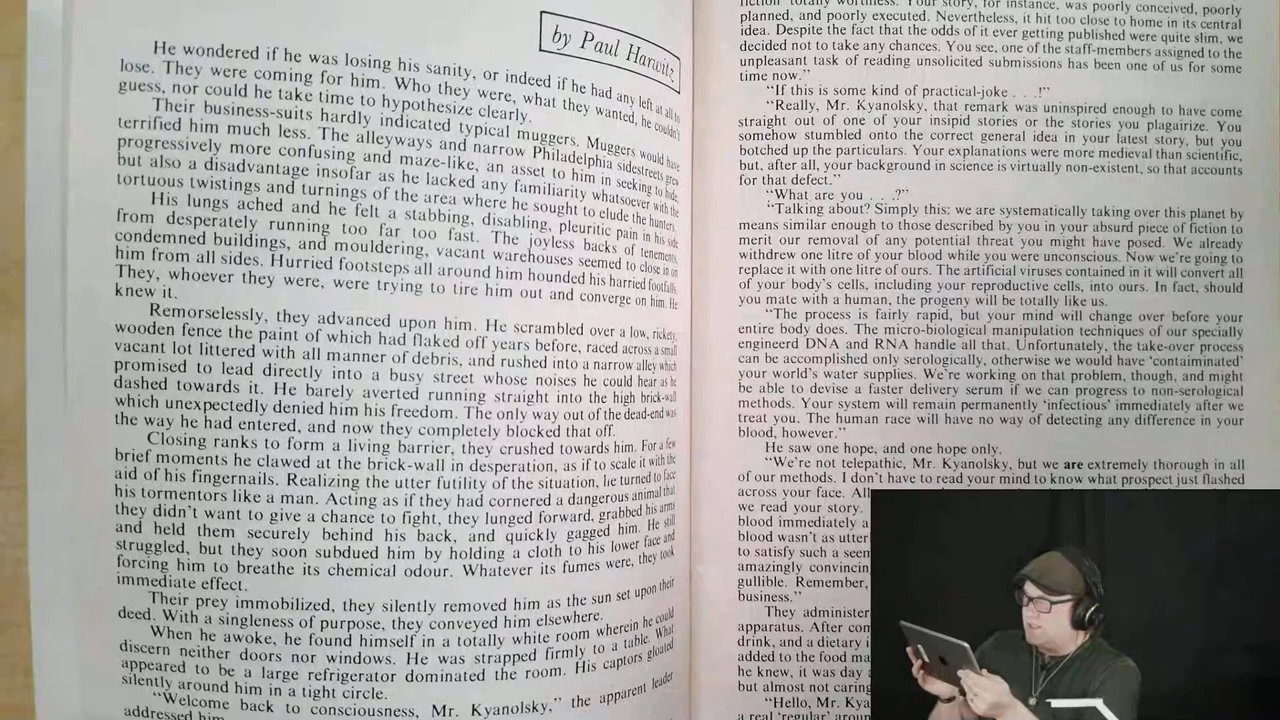 by Paul Harwitz
He wondered if he was losing his sanity, or indeed if he had any left at all to
lose. They were coming for him. Who they were, what they wanted, he couldn't
guess, nor could he take time to hypothesize clearly.
Their business-suits hardly indicated typical muggers. Muggers would have
terrified him much less. The alleyways and narrow Philadelphia sidestreets grew
progressively more confusing and maze-like, an asset to him in seeking to hide,
but also a disadvantage insofar as he lacked any familiarity whatsoever with the
tortuous twistings and turnings of the area where he sought to elude the hunters.
His lungs ached and he felt a stabbing, disabling, pleuritic pain in his side
from desperately running too far too fast. The joyless backs of tenements,
condemned buildings, and mouldering, vacant warehouses seemed to close in on
him from all sides. Hurried footsteps all around him hounded his harried footfalls.
They, whoever they were, were trying to tire him out and converge on him. He
knew it.
Remorselessly, they advanced upon him. He scrambled over a low, rickety,
wooden fence the paint of which had flaked off years before, raced across a small
vacant lot littered with all manner of debris, and rushed into a narrow alley which
promised to lead directly into a busy street whose noises he could hear as he
dashed towards it. He barely averted running straight into the high brick-wall
which unexpectedly denied him his freedom. The only way out of the dead-end was
the way he had entered, and now they completely blocked that off.
Closing ranks to form a living barrier, they crushed towards him. For a few
brief moments he clawed at the brick-wall in desperation, as if to scale it with the
aid of his fingernails. Realizing the utter futility of the situation, he turned to face
his tormentors like a man. Acting as if they had cornered a dangerous animal that
they didn't want to give a chance to fight, they lunged forward, grabbed his arms
and held them securely behind his back, and quickly gagged him. He still
struggled, but they soon subdued him by holding a cloth to his lower face and
forcing him to breathe its chemical odour. Whatever its fumes were, they took
immediate effect.
Their prey immobilized, they silently removed him as the sun set upon their
deed. With a singleness of purpose, they conveyed him elsewhere.
When he awoke, he found himself in a totally white room wherein he could
discern neither doors nor windows. He was strapped firmly to a table. What
appeared to be a large refrigerator dominated the room. His captors gloated
silently around him in a tight circle.
"Welcome back to consciousness, Mr. Kyanolsky," the apparent leader
addressed him
fiction totally worthless. Your story, for instance, was poorly conceived, poorly
planned, and poorly executed. Nevertheless, it hit too close to home in its central
idea. Despite the fact that the odds of it ever getting published were quite slim, we
decided not to take any chances. You see, one of the staff-members assigned to the
unpleasant task of reading unsolicited submissions has been one of us for some
time now."
"If this is some kind of practical-joke . . .!"
"Really, Mr. Kyanolsky, that remark was uninspired enough to have come
straight out of one of your insipid stories or the stories you plagairize. You
somehow stumbled onto the correct general idea in your latest story, but you
botched up the particulars. Your explanations were more medieval than scientific,
but, after all, your background in science is virtually non-existent, so that accounts
for that defect."
"What are you . . .?"
"Talking about? Simply this: we are systematically taking over this planet by
means similar enough to those described by you in your absurd piece of fiction to
merit our removal of any potential threat you might have posed. We already
withdrew one litre of your blood while you were unconscious. Now we're going to
replace it with one litre of ours. The artificial viruses contained in it will convert all
of your body's cells, including your reproductive cells, into ours. In fact, should
you mate with a human, the progeny will be totally like us.
"The process is fairly rapid, but your mind will change over before your
entire body does. The micro-biological manipulation techniques of our specially
engineerd DNA and RNA handle all that. Unfortunately, the take-over process
can be accomplished only serologically, otherwise we would have 'contaiminated'
your world's water supplies. We're working on that problem, though, and might
be able to devise a faster delivery serum if we can progress to non-serological
methods. Your system will remain permanently 'infectious' immediately after we
treat you. The human race will have no way of detecting any difference in your
blood, however."
He saw one hope, and one hope only.
"We're not telepathic, Mr. Kyanolsky, but we are extremely thorough in all
of our methods. I don't have to read your mind to know what prospect just flashed
across your face. All
we read your story.
blood immediately a
blood wasn't as utter
to satisfy such a seem
amazingly convincin
gullible. Remember,
business."
They administer
apparatus. After con
drink, and a dietary i
added to the food ma
he knew, it was day a
but almost not caring
"Hello, Mr. Kya
a real 'regular' aroun